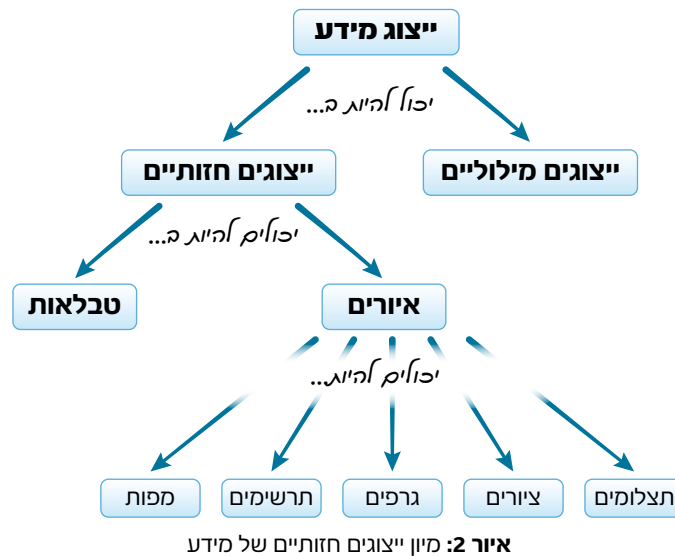 ייצוג מידע
יכול להיות ב...
ייצוגים מילוליים
ייצוגים חזותיים
יכולים להיות ב...
איורים
טבלאות
יכולים להיות...
תצלומים
ציורים
גרפים
תרשימים
מפות
איור 2: מיון ייצוגים חזותיים של מידע